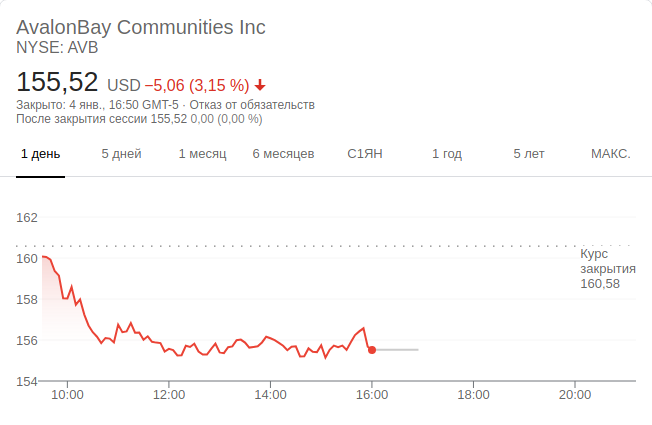 AvalonBay Communities Inc
NYSE: AVB
155,52 USD −5,06 (3,15 %)
Закрыто: 4 янв., 16:50 GMT-5 · Отказ от обязательств
После закрытия сессии 155,52 0,00 (0,00 %)
1 день 5 дней 1 месяц 6 месяцев С1ЯН 1 год 5 лет МАКС.
162
160
158
156
154
Курс
закрытия
160,58
10:00 12:00 14:00 16:00 18:00 20:00